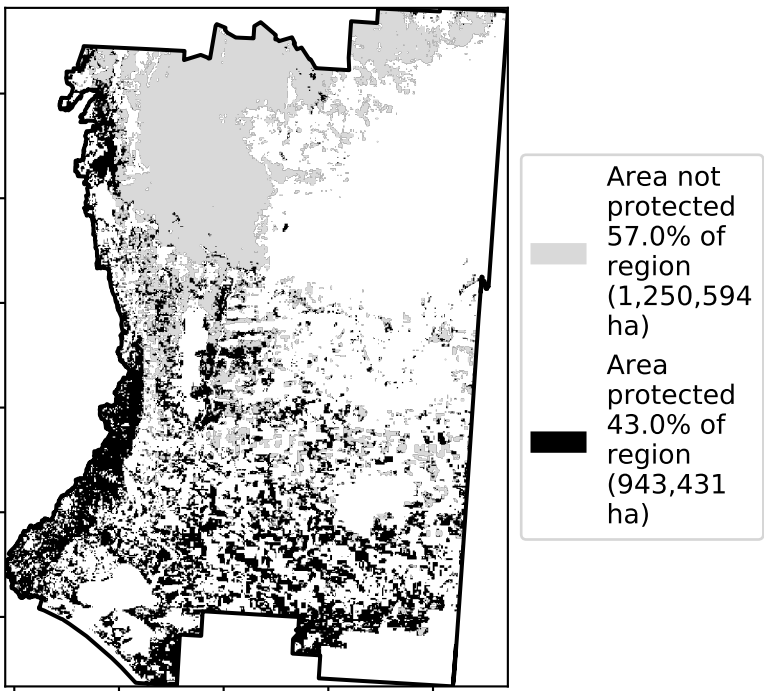 Area not
protected
57.0% of
region
(1,250,594
ha)
Area
protected
43.0% of
region
(943,431
ha)